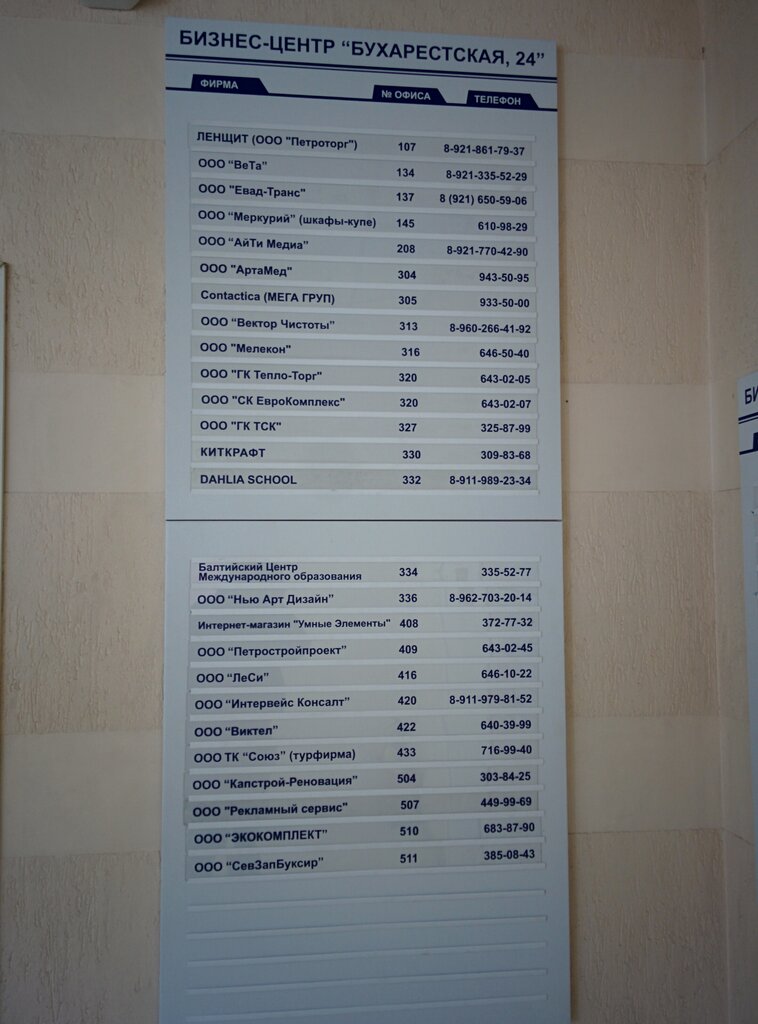 БИЗНЕС-ЦЕНТР “БУХАРЕСТСКАЯ, 24”
ФИРМА № ОФИСА ТЕЛЕФОН
ЛЕНЩИТ (ООО "Петроторг") 107 8-921-861-79-37
ООО “ВеТа” 134 8-921-335-52-29
ООО "Евад-Транс" 137 8 (921) 650-59-06
ООО “Меркурий” (шкафы-купе) 145 610-98-29
ООО “АйТи Медиа” 208 8-921-770-42-90
ООО "АртаМед" 304 943-50-95
Contactica (МЕГА ГРУП) 305 933-50-00
ООО “Вектор Чистоты” 313 8-960-266-41-92
ООО "Мелекон" 316 646-50-40
ООО "ГК Тепло-Торг" 320 643-02-05
ООО "СК ЕвроКомплекс" 320 643-02-07
ООО "ГК ТСК" 327 325-87-99
КИТКРАФТ 330 309-83-68
DAHLIA SCHOOL 332 8-911-989-23-34
Балтийский Центр
Международного образования 334 335-52-77
ООО “Нью Арт Дизайн” 336 8-962-703-20-14
Интернет-магазин "Умные Элементы" 408 372-77-32
ООО “Петростройпроект” 409 643-02-45
ООО “ЛеСи” 416 646-10-22
ООО “Интервейс Консалт” 420 8-911-979-81-52
ООО “Виктел” 422 640-39-99
ООО ТК “Союз” (турфирма) 433 716-99-40
ООО “Капстрой-Реновация” 504 303-84-25
ООО "Рекламный сервис" 507 449-99-69
ООО “ЭКОКОМПЛЕКТ” 510 683-87-90
ООО “СевЗапБуксир” 511 385-08-43
БИ